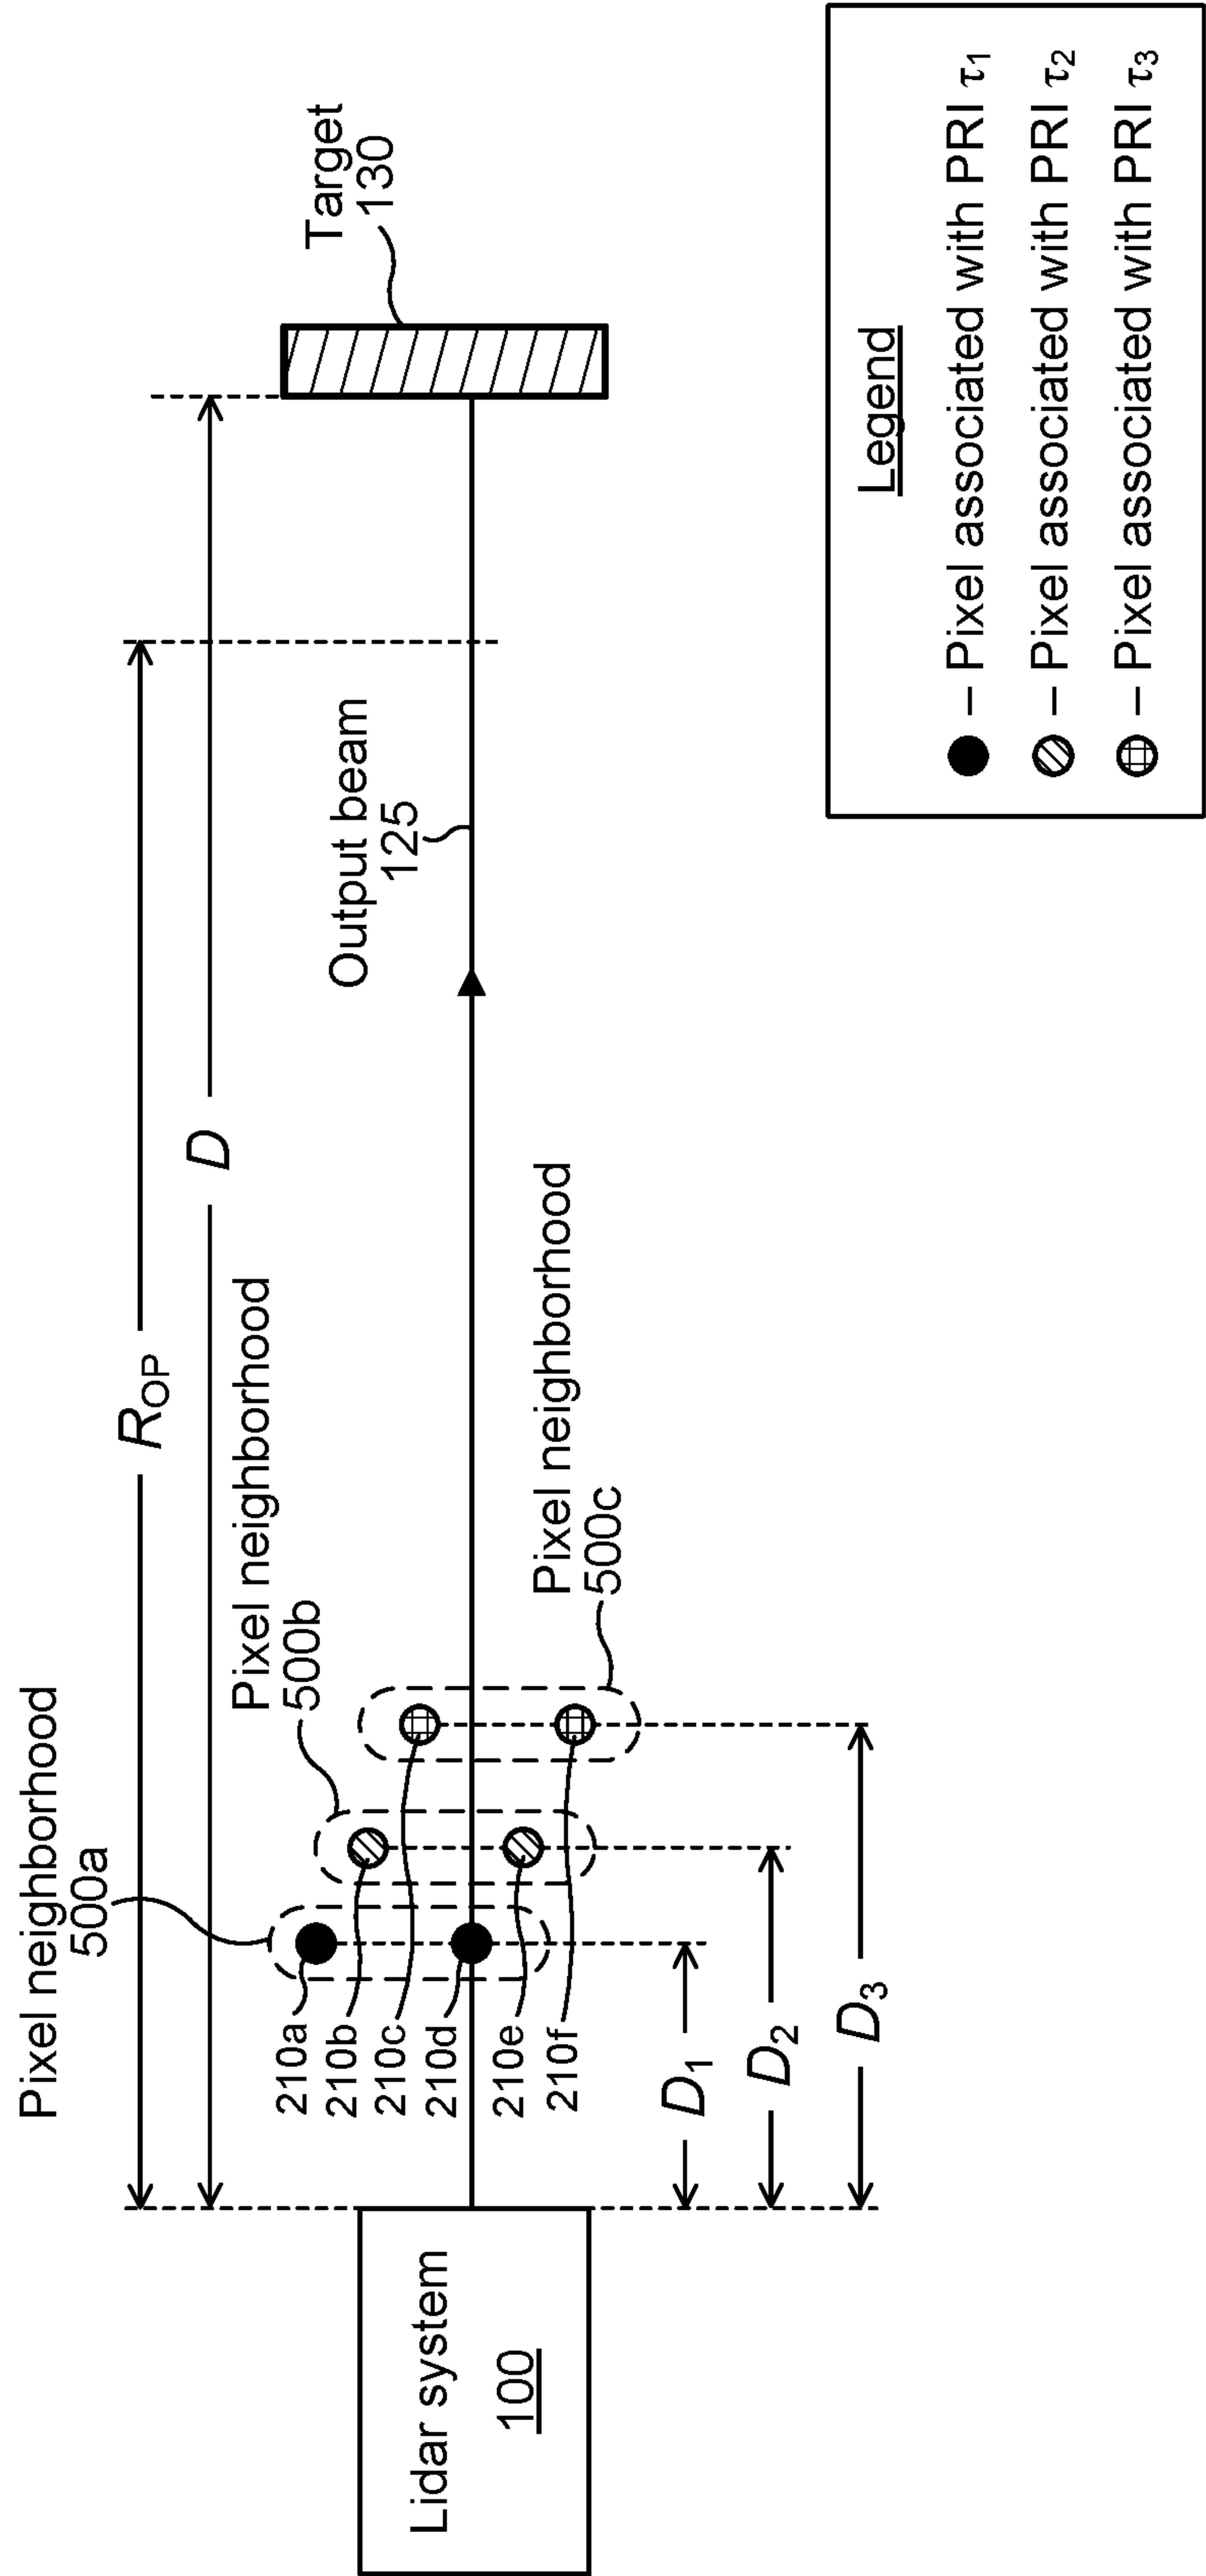 Pixel neighborhood
500a
R_OP
D
Pixel neighborhood
500b
Output beam
125
Target
130
210a
210b
210c
210d
210e
210f
Pixel neighborhood
500c
Lidar system
100
D₁
D₂
D₃
Legend
– Pixel associated with PRI τ₁
– Pixel associated with PRI τ₂
– Pixel associated with PRI τ₃